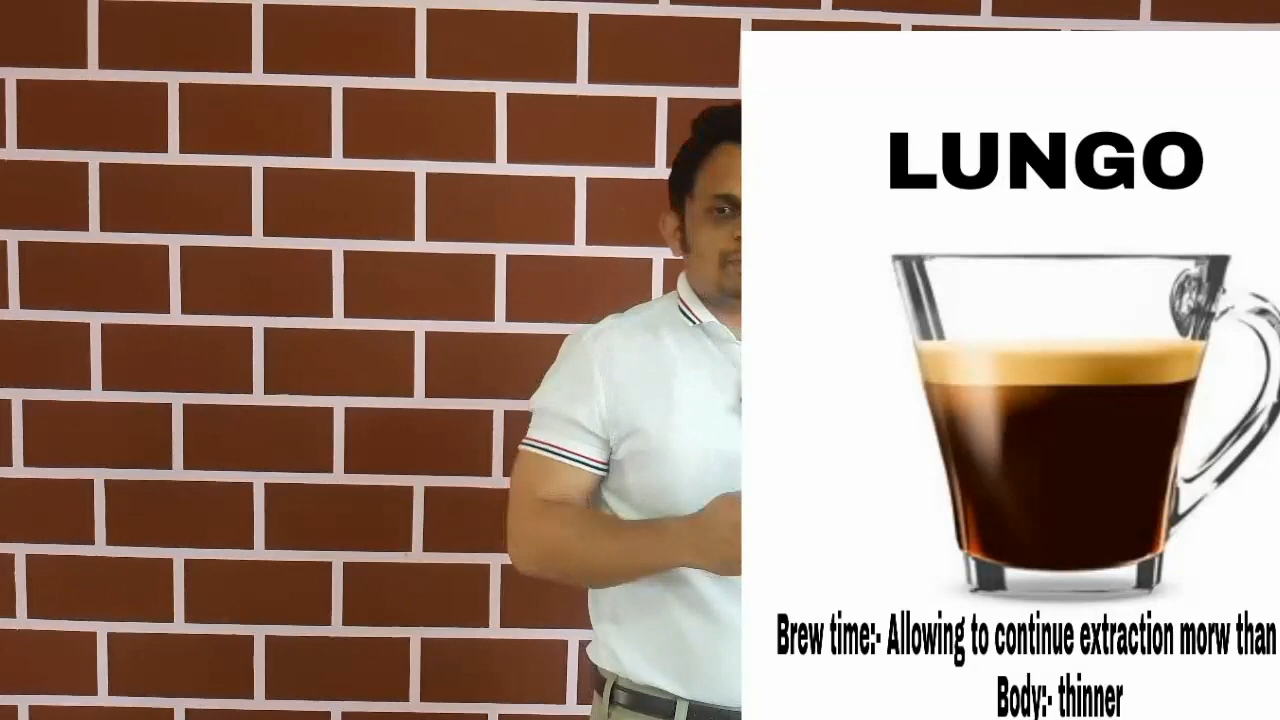 LUNGO
Brew time:- Allowing to continue extraction morw than
Body:- thinner